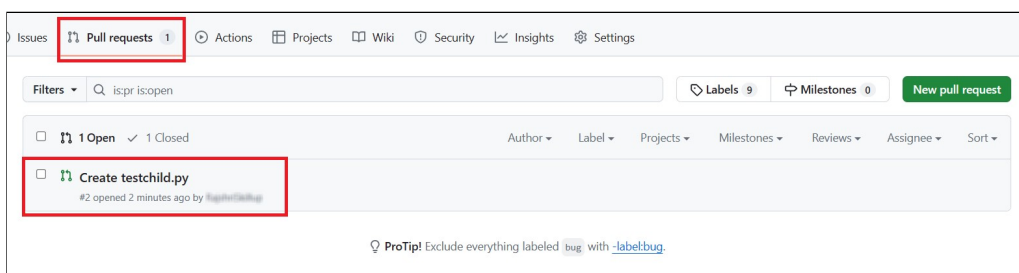 Issues Pull requests 1 Actions Projects Wiki Security Insights Settings
Filters is:pr is:open Labels 9 Milestones 0 New pull request
1 Open 1 Closed Author Label Projects Milestones Reviews Assignee Sort
Create testchild.py
#2 opened 2 minutes ago by
ProTip! Exclude everything labeled bug with -label:bug.